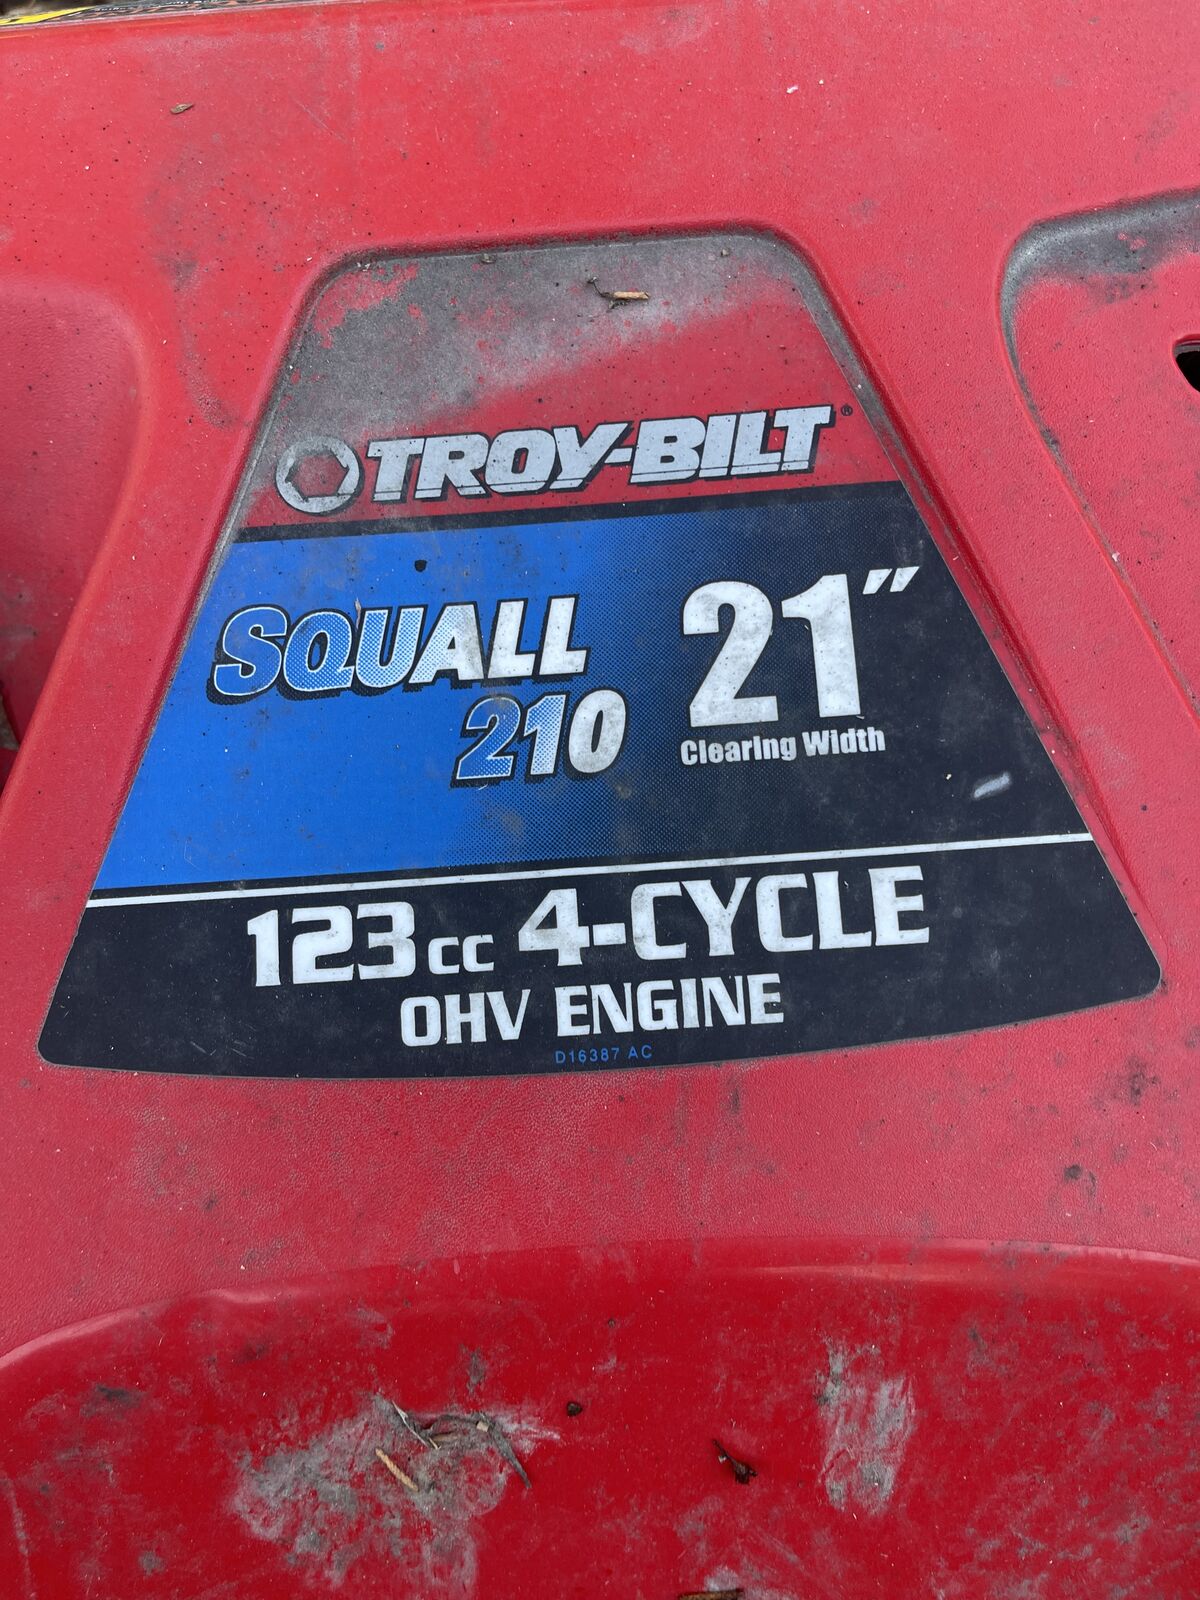 TROY-BILT®
SQUALL
210
21"
Clearing Width
123cc 4-CYCLE
OHV ENGINE
D16387 AC